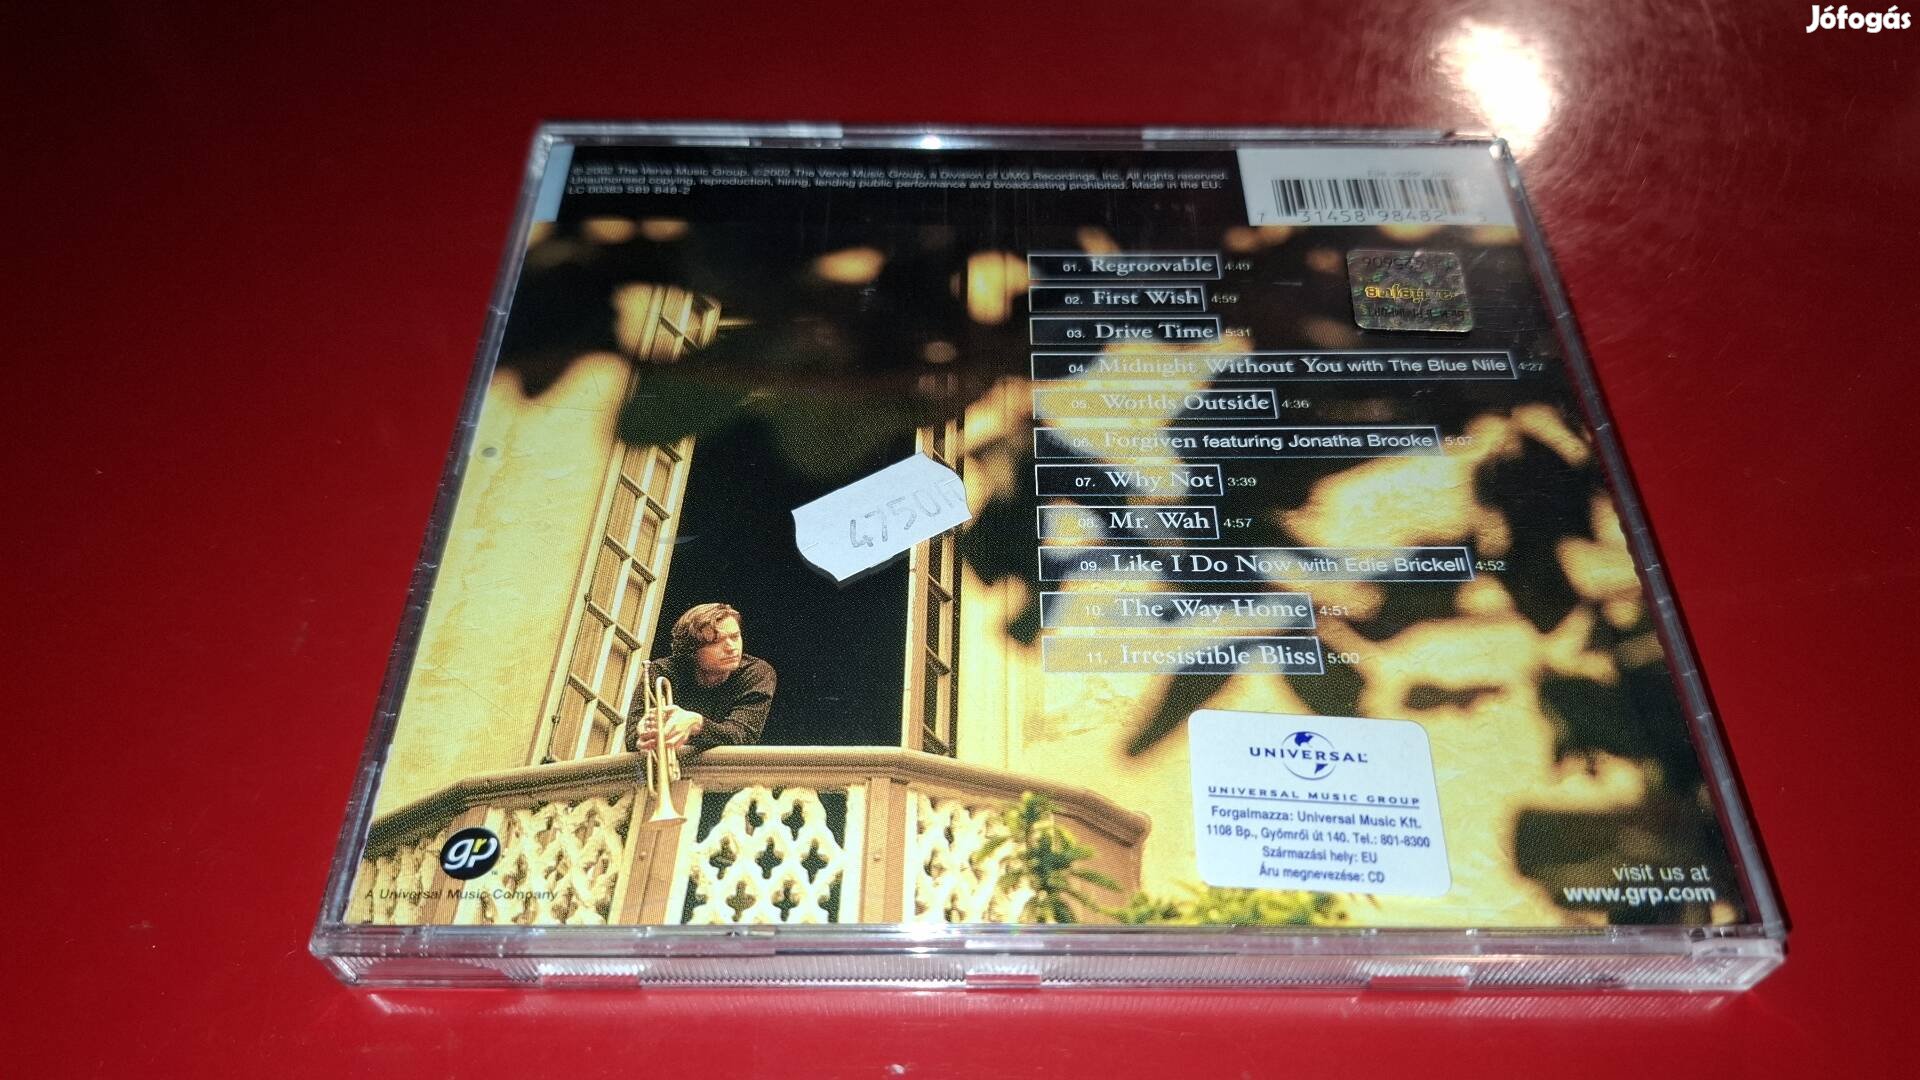 Jófogás
℗ 2002 The Verve Music Group, ©2002 The Verve Music Group, a Division of UMG Recordings, Inc. All rights reserved.
Unauthorised copying, reproduction, hiring, lending public performance and broadcasting prohibited. Made in the EU.
LC 00383 589 848-2
7 31458 98482
01. Regroovable 4:49
02. First Wish 4:59
03. Drive Time 5:31
04. Midnight Without You with The Blue Nile 4:27
05. Worlds Outside 4:36
06. Forgiven featuring Jonatha Brooke 5:07
07. Why Not 3:39
08. Mr. Wah 4:57
09. Like I Do Now with Edie Brickell 4:52
10. The Way Home 4:51
11. Irresistible Bliss 5:00
4750
UNIVERSAL
UNIVERSAL MUSIC GROUP
Forgalmazza: Universal Music Kft.
1108 Bp., Gyömrői út 140. Tel.: 801-8300
Származási hely: EU
Áru megnevezése: CD
grp
A Universal Music Company
visit us at
www.grp.com